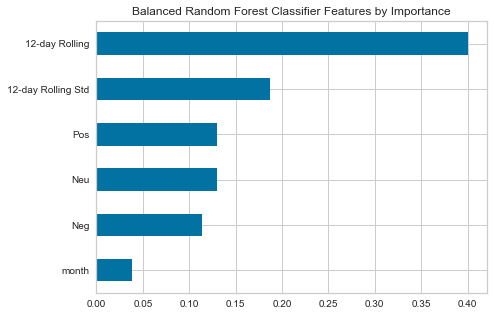 Balanced Random Forest Classifier Features by Importance
12-day Rolling
12-day Rolling Std
Pos
Neu
Neg
month
0.00 0.05 0.10 0.15 0.20 0.25 0.30 0.35 0.40